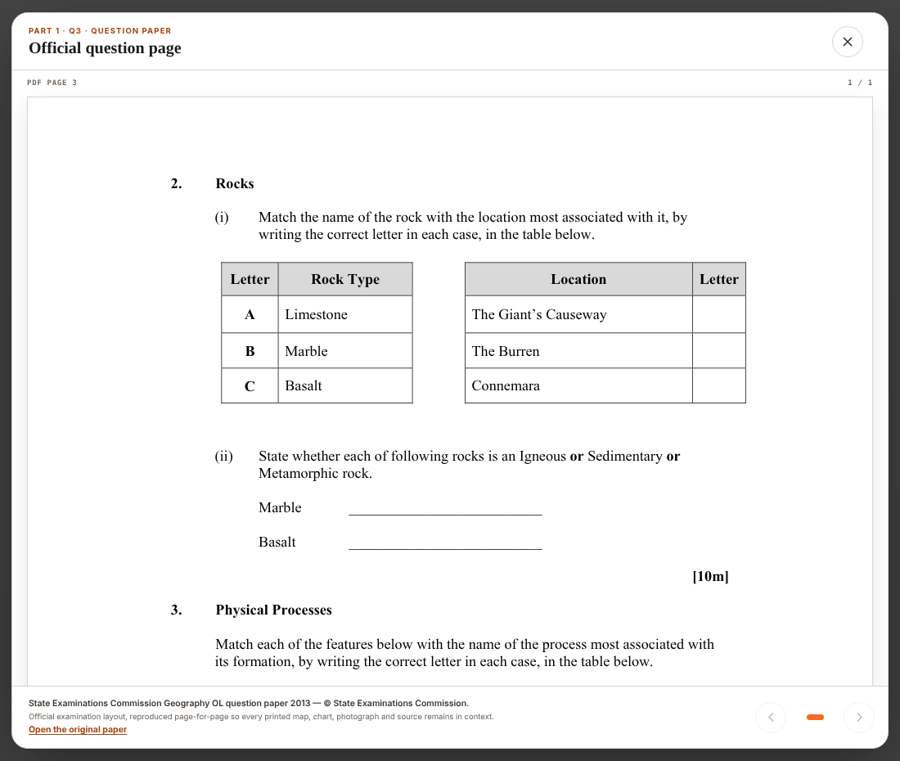 PART 1 · Q3 · QUESTION PAPER
Official question page
PDF PAGE 3
1 / 1
2. Rocks
(i) Match the name of the rock with the location most associated with it, by
writing the correct letter in each case, in the table below.
Letter Rock Type Location Letter
A Limestone The Giant’s Causeway
B Marble The Burren
C Basalt Connemara
(ii) State whether each of following rocks is an Igneous or Sedimentary or
Metamorphic rock.
Marble
Basalt
[10m]
3. Physical Processes
Match each of the features below with the name of the process most associated with
its formation, by writing the correct letter in each case, in the table below.
State Examinations Commission Geography OL question paper 2013 — © State Examinations Commission.
Official examination layout, reproduced page-for-page so every printed map, chart, photograph and source remains in context.
Open the original paper